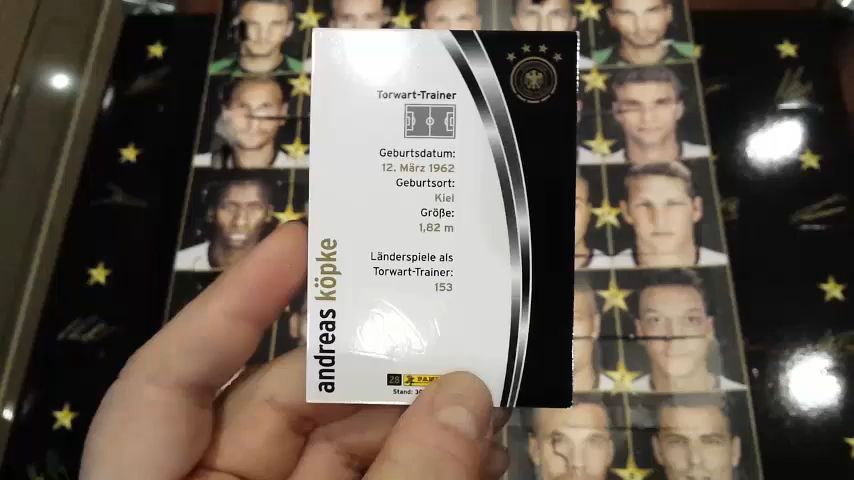 Torwart-Trainer
Geburtsdatum:
12. März 1962
Geburtsort:
Kiel
Größe:
1,82 m
Länderspiele als
Torwart-Trainer:
153
andreas köpke
28
Stand: